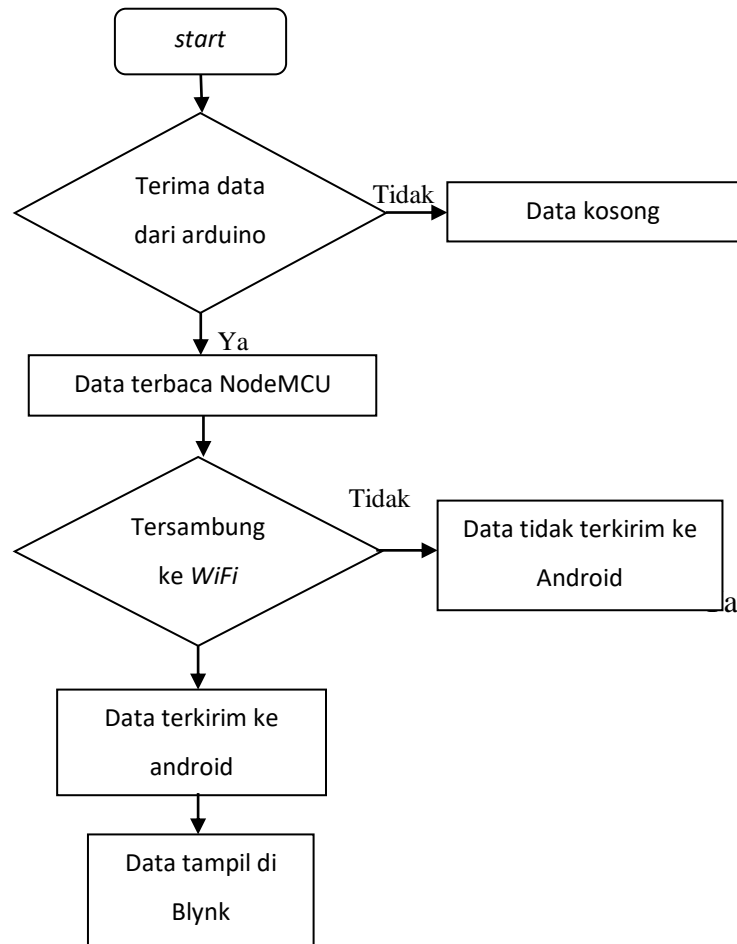 start
Terima data
dari arduino
Tidak
Data kosong
Ya
Data terbaca NodeMCU
Tersambung
ke WiFi
Tidak
Data tidak terkirim ke
Android
Data terkirim ke
android
Data tampil di
Blynk